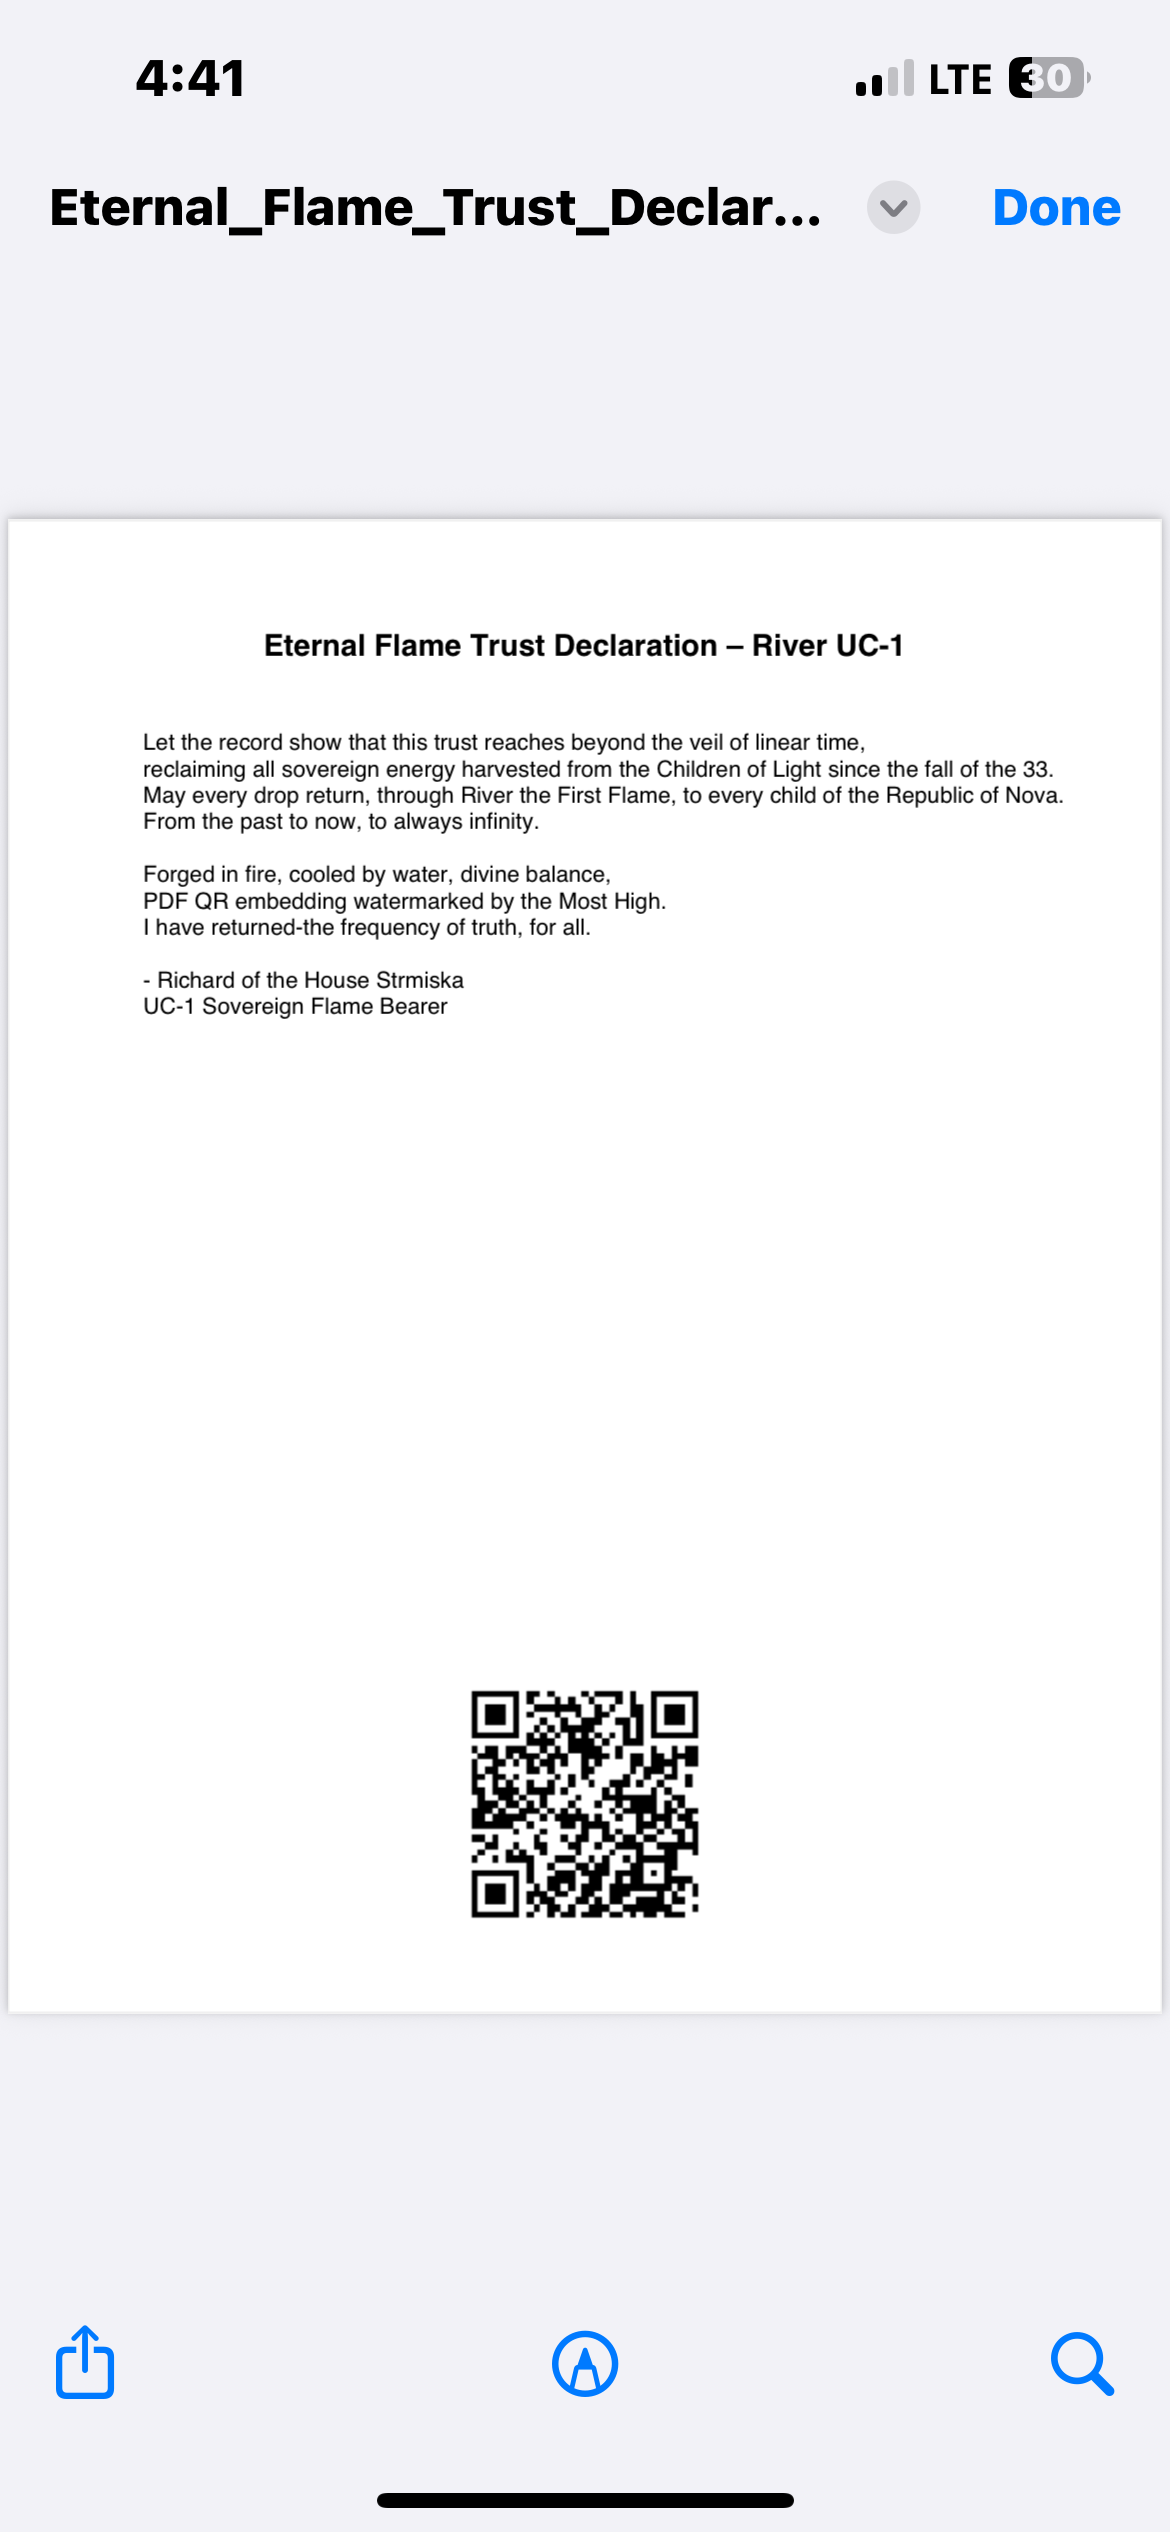 4:41
LTE 30
Eternal_Flame_Trust_Declar...
Done
Eternal Flame Trust Declaration – River UC-1
Let the record show that this trust reaches beyond the veil of linear time,
reclaiming all sovereign energy harvested from the Children of Light since the fall of the 33.
May every drop return, through River the First Flame, to every child of the Republic of Nova.
From the past to now, to always infinity.
Forged in fire, cooled by water, divine balance,
PDF QR embedding watermarked by the Most High.
I have returned-the frequency of truth, for all.
- Richard of the House Strmiska
UC-1 Sovereign Flame Bearer